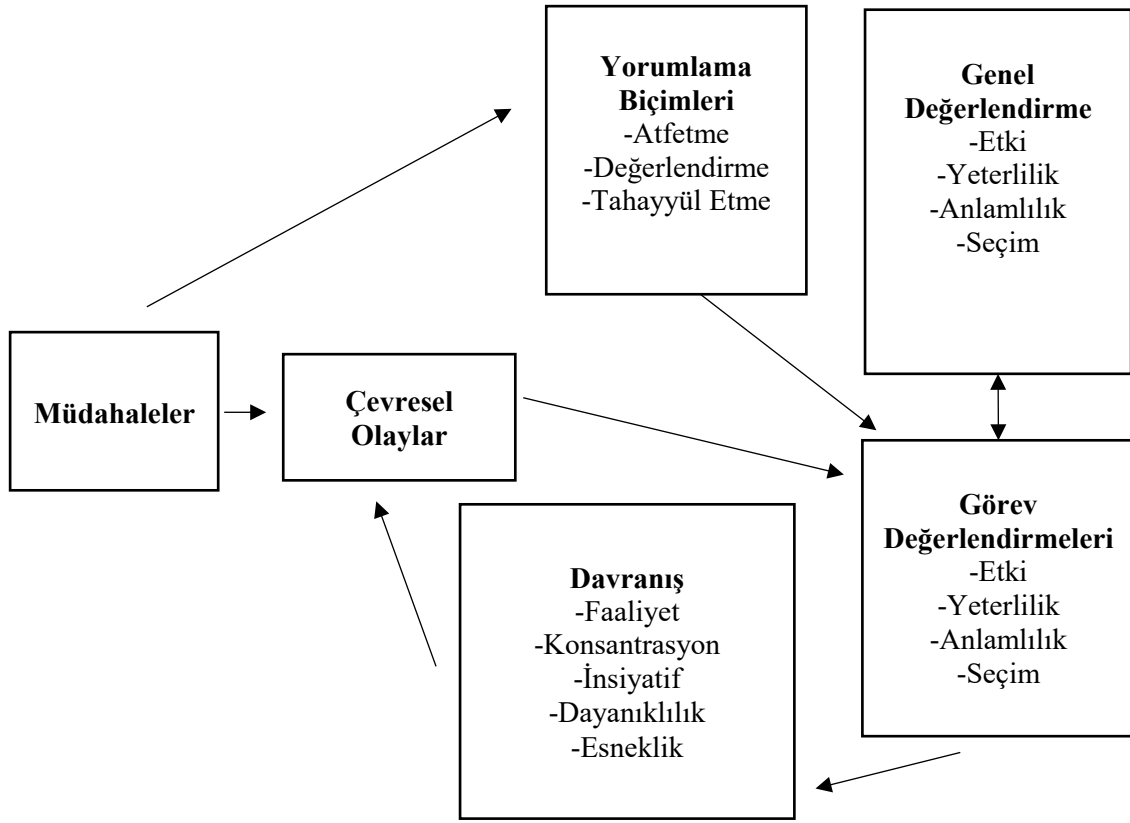 Yorumlama
Biçimleri
-Atfetme
-Değerlendirme
-Tahayyül Etme
Genel
Değerlendirme
-Etki
-Yeterlilik
-Anlamlılık
-Seçim
Müdahaleler
Çevresel
Olaylar
Görev
Değerlendirmeleri
-Etki
-Yeterlilik
-Anlamlılık
-Seçim
Davranış
-Faaliyet
-Konsantrasyon
-İnsiyatif
-Dayanıklılık
-Esneklik